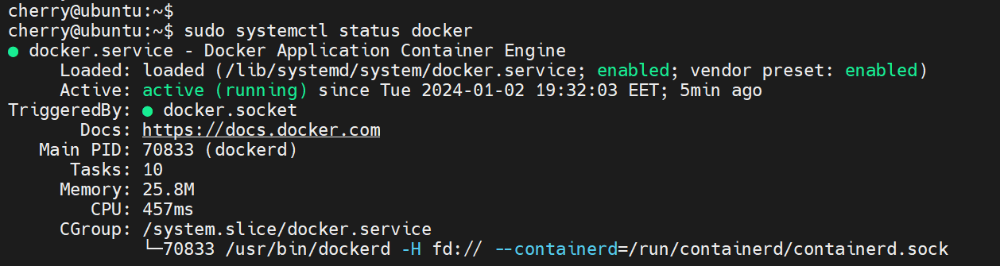 cherry@ubuntu:~$
cherry@ubuntu:~$ sudo systemctl status docker
● docker.service - Docker Application Container Engine
     Loaded: loaded (/lib/systemd/system/docker.service; enabled; vendor preset: enabled)
     Active: active (running) since Tue 2024-01-02 19:32:03 EET; 5min ago
TriggeredBy: ● docker.socket
       Docs: https://docs.docker.com
   Main PID: 70833 (dockerd)
      Tasks: 10
     Memory: 25.8M
        CPU: 457ms
     CGroup: /system.slice/docker.service
             └─70833 /usr/bin/dockerd -H fd:// --containerd=/run/containerd/containerd.sock